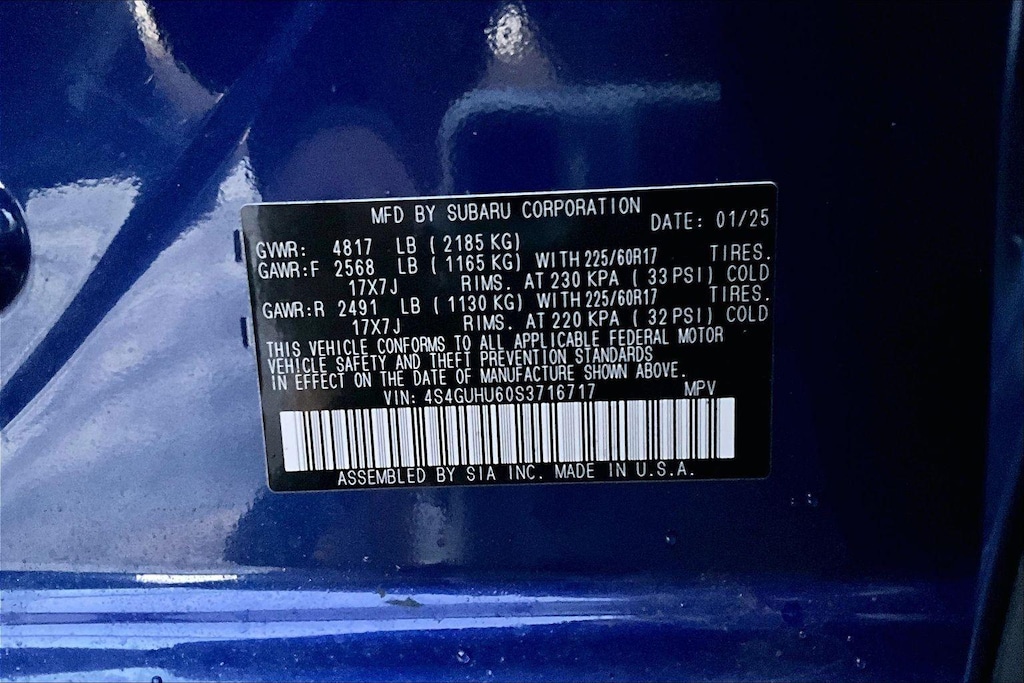 MFD BY SUBARU CORPORATION DATE: 01/25
GVWR: 4817 LB (2185 KG)
GAWR:F 2568 LB (1165 KG) WITH 225/60R17 TIRES.
17X7J RIMS. AT 230 KPA (33 PSI) COLD
GAWR:R 2491 LB (1130 KG) WITH 225/60R17 TIRES.
17X7J RIMS. AT 220 KPA (32 PSI) COLD
THIS VEHICLE CONFORMS TO ALL APPLICABLE FEDERAL MOTOR
VEHICLE SAFETY AND THEFT PREVENTION STANDARDS
IN EFFECT ON THE DATE OF MANUFACTURE SHOWN ABOVE.
VIN: 4S4GUHU60S3716717 MPV
ASSEMBLED BY SIA INC. MADE IN U.S.A.